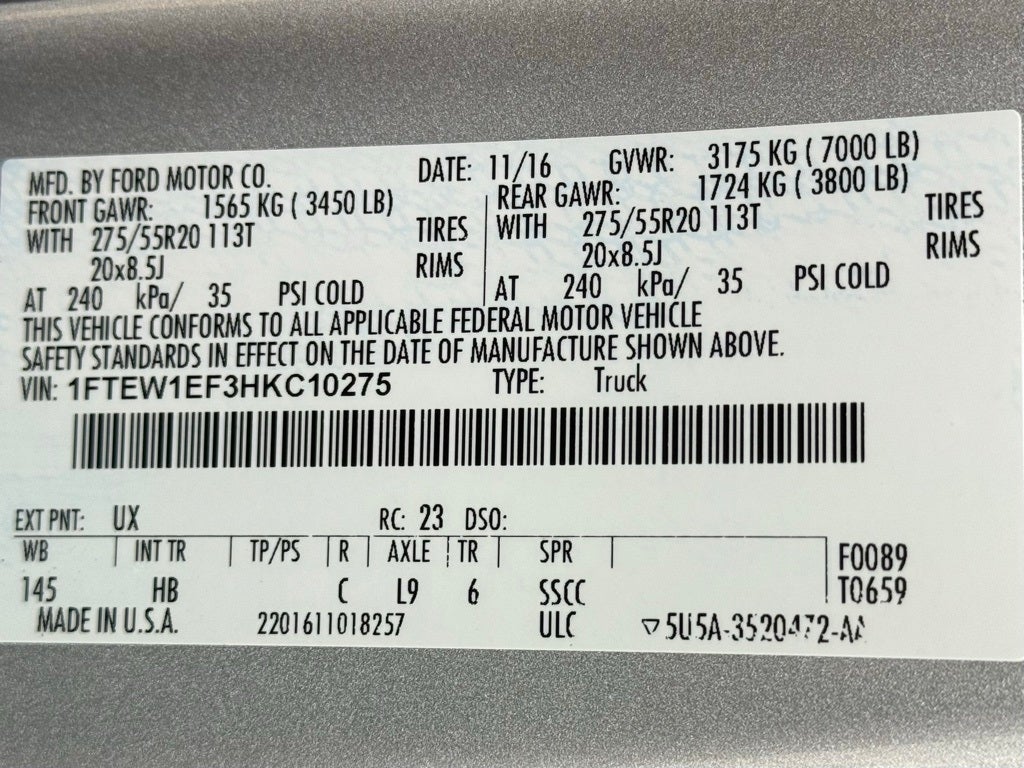 MFD. BY FORD MOTOR CO. DATE: 11/16 GVWR: 3175 KG ( 7000 LB)
FRONT GAWR: 1565 KG ( 3450 LB) REAR GAWR: 1724 KG ( 3800 LB)
WITH 275/55R20 113T TIRES WITH 275/55R20 113T TIRES
20x8.5J RIMS 20x8.5J RIMS
AT 240 kPa/ 35 PSI COLD AT 240 kPa/ 35 PSI COLD
THIS VEHICLE CONFORMS TO ALL APPLICABLE FEDERAL MOTOR VEHICLE
SAFETY STANDARDS IN EFFECT ON THE DATE OF MANUFACTURE SHOWN ABOVE.
VIN: 1FTEW1EF3HKC10275 TYPE: Truck
EXT PNT: UX RC: 23 DSO:
WB INT TR TP/PS R AXLE TR SPR F0089
145 HB C L9 6 SSCC T0659
MADE IN U.S.A. 2201611018257 ULC 5U5A-3520472-AA